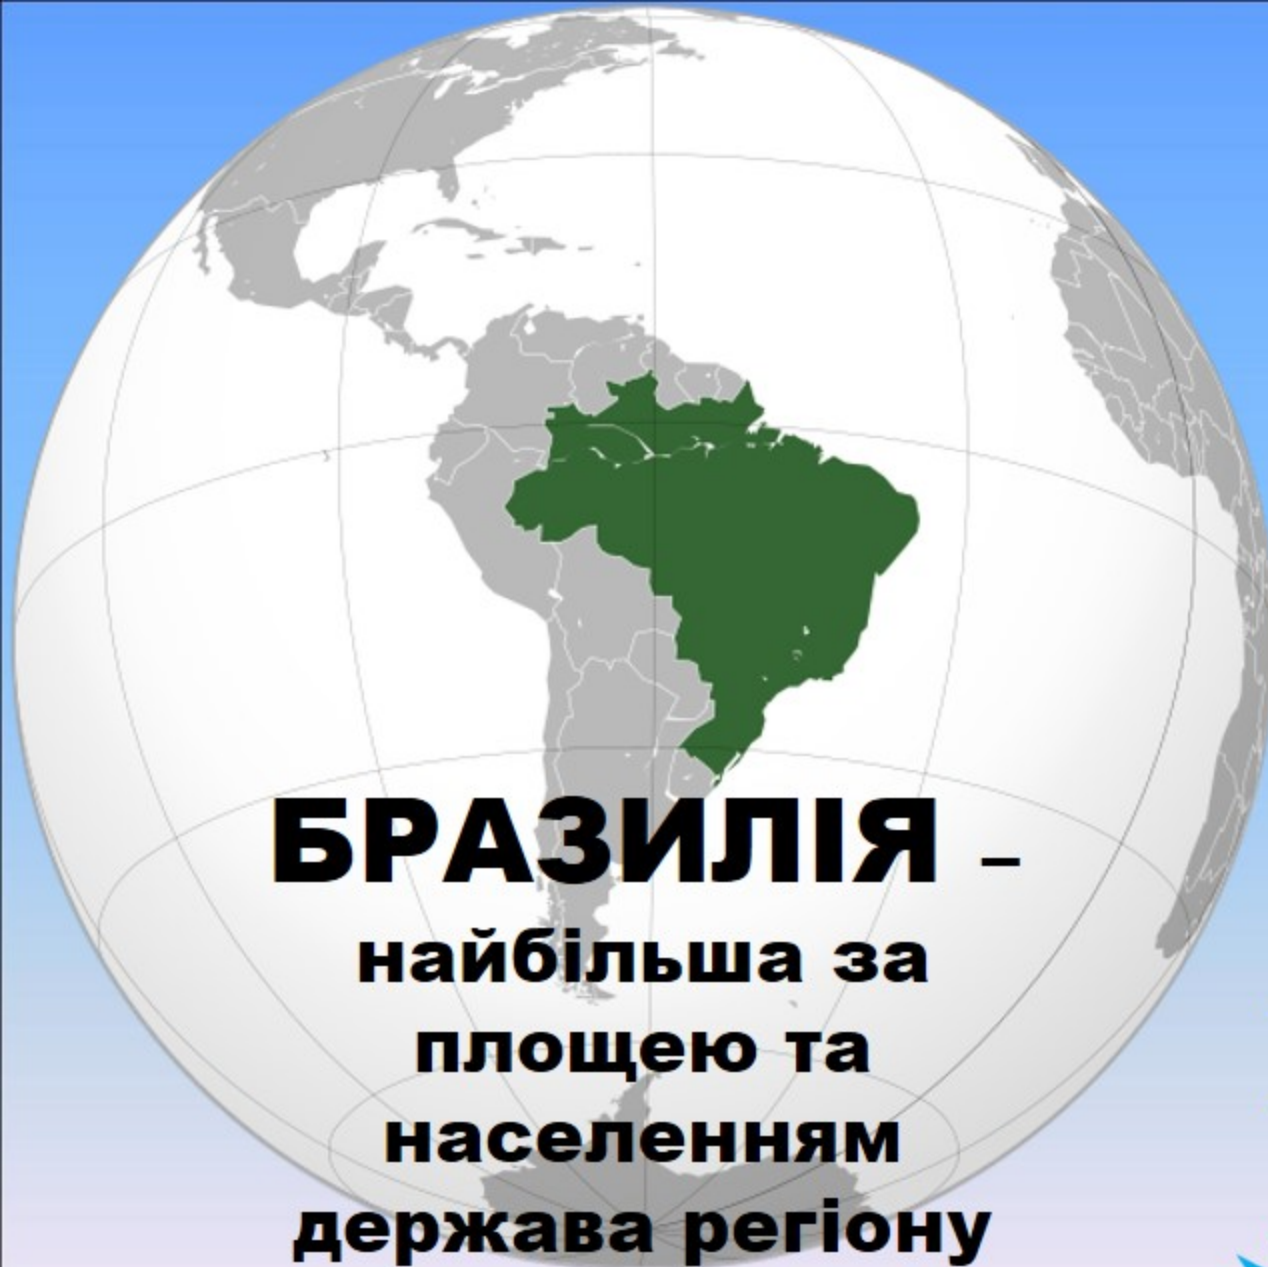 БРАЗИЛІЯ –
найбільша за
площею та
населенням
держава регіону